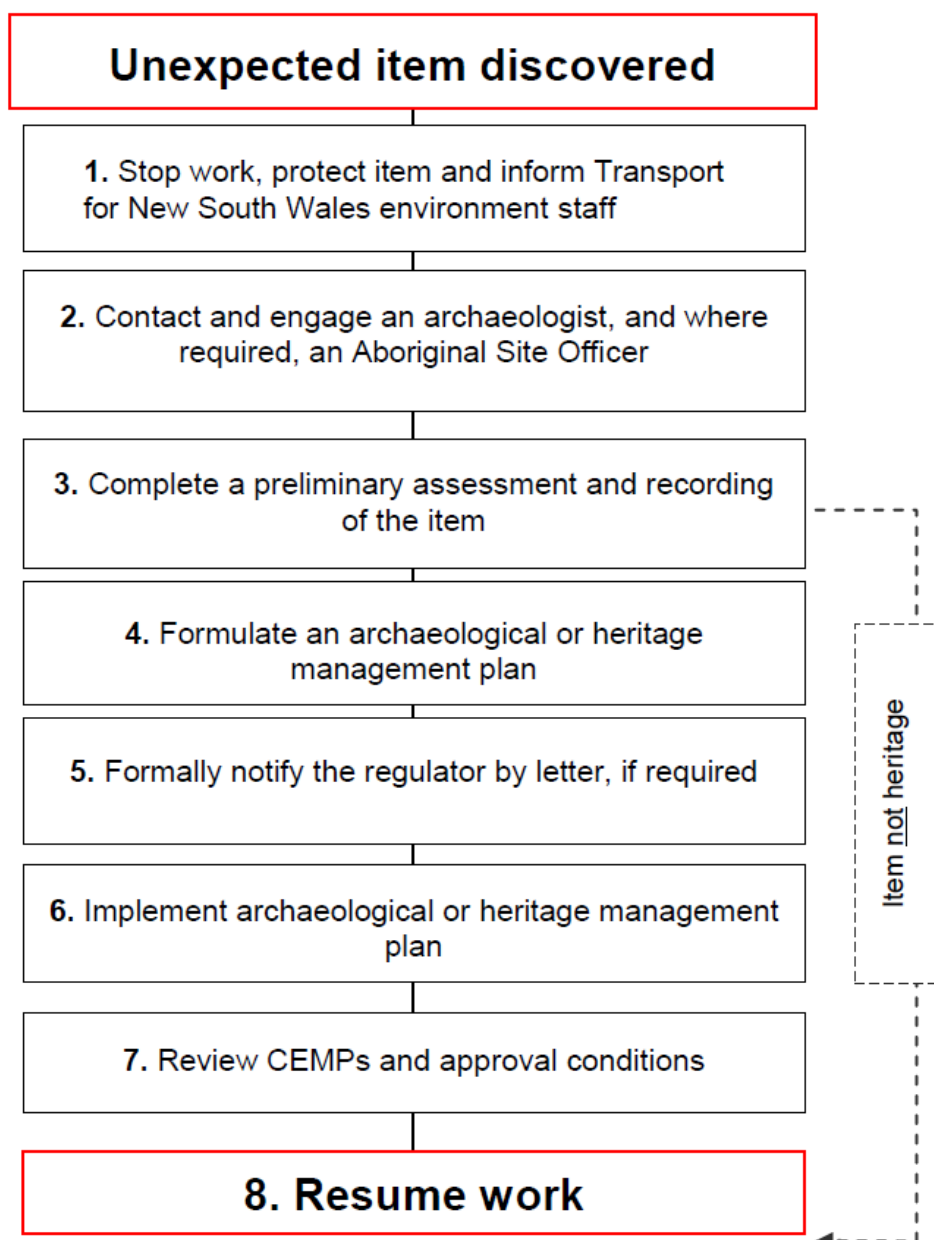 Unexpected item discovered
1. Stop work, protect item and inform Transport
for New South Wales environment staff
2. Contact and engage an archaeologist, and where
required, an Aboriginal Site Officer
3. Complete a preliminary assessment and recording
of the item
4. Formulate an archaeological or heritage
management plan
5. Formally notify the regulator by letter, if required
6. Implement archaeological or heritage management
plan
7. Review CEMPs and approval conditions
8. Resume work
Item not heritage